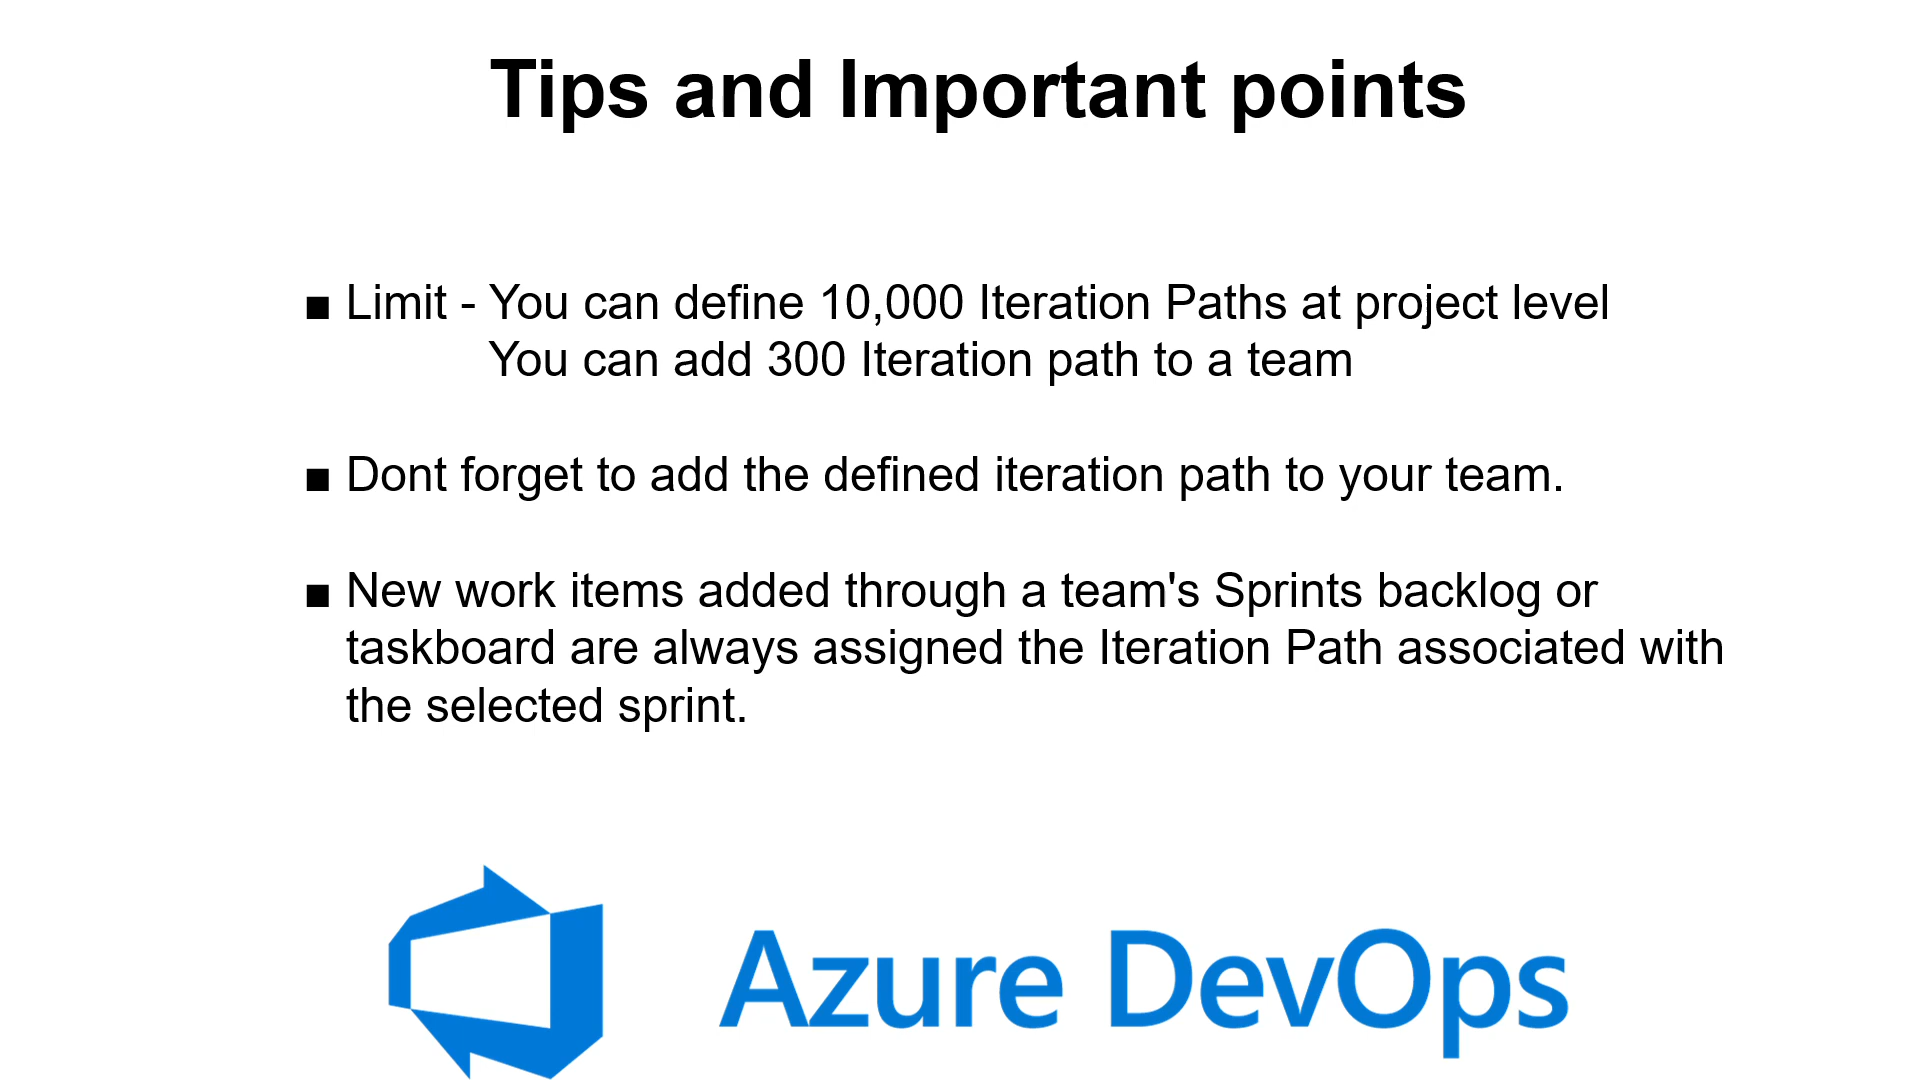 Tips and Important points
■ Limit - You can define 10,000 Iteration Paths at project level
You can add 300 Iteration path to a team
■ Dont forget to add the defined iteration path to your team.
■ New work items added through a team's Sprints backlog or
taskboard are always assigned the Iteration Path associated with
the selected sprint.
Azure DevOps